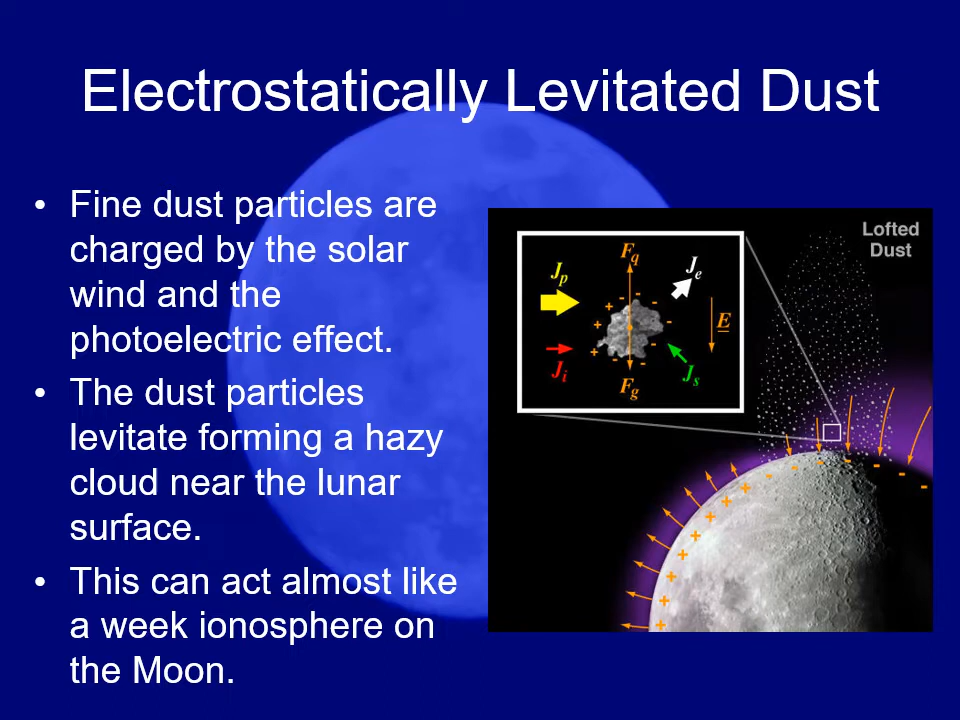 Electrostatically Levitated Dust
• Fine dust particles are
charged by the solar
wind and the
photoelectric effect.
• The dust particles
levitate forming a hazy
cloud near the lunar
surface.
• This can act almost like
a week ionosphere on
the Moon.
Lofted
Dust
Fq
Jp
Je
E
Ji
Js
Fg